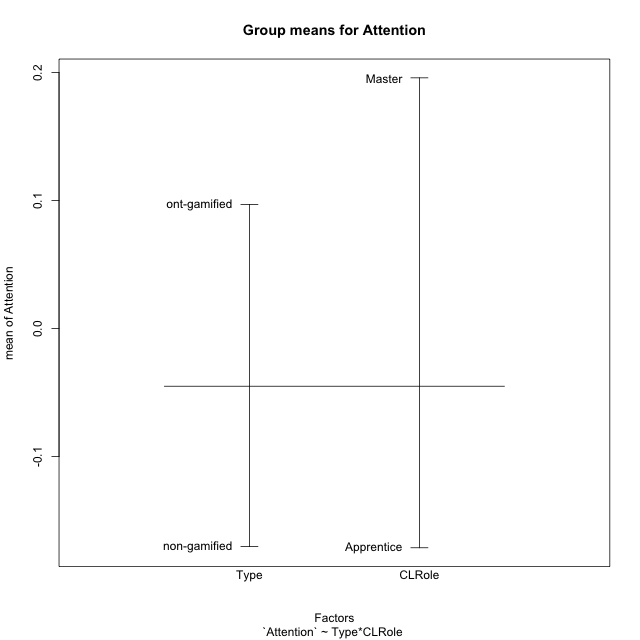 Group means for Attention
mean of Attention
0.2
0.1
0.0
-0.1
Master
ont-gamified
non-gamified
Apprentice
Type
CLRole
Factors
`Attention` ~ Type*CLRole